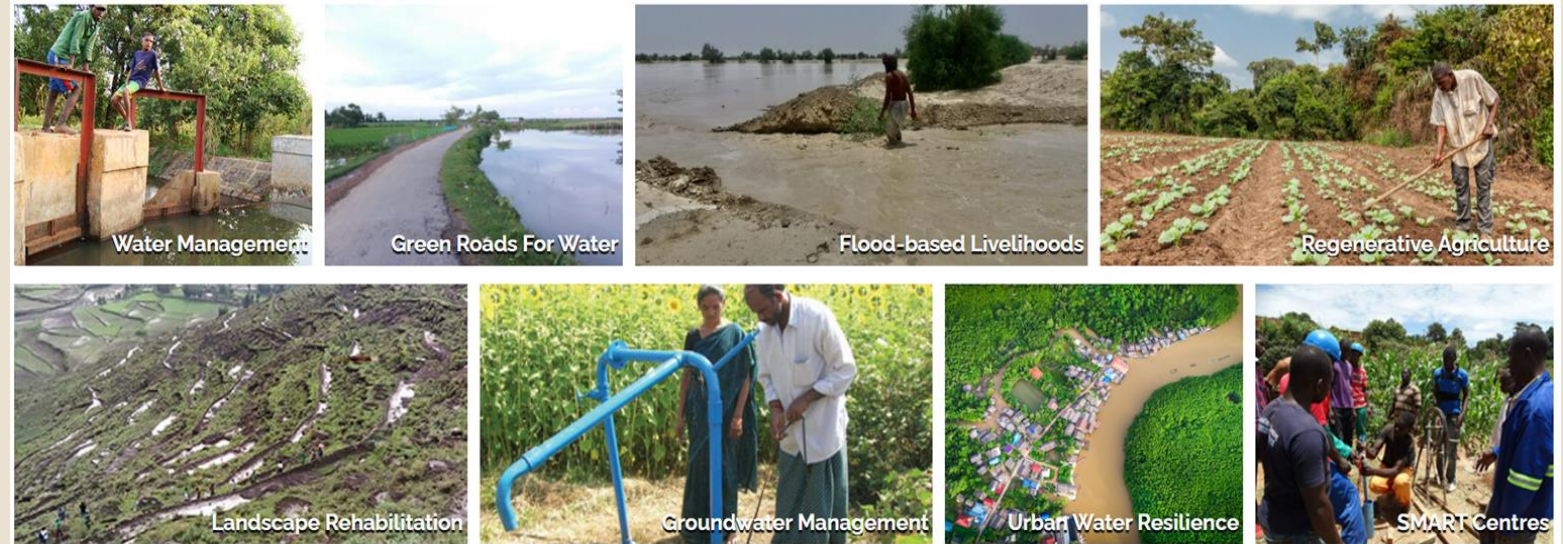 Water Management
Green Roads For Water
Flood-based Livelihoods
Regenerative Agriculture
Landscape Rehabilitation
Groundwater Management
Urban Water Resilience
SMART Centres